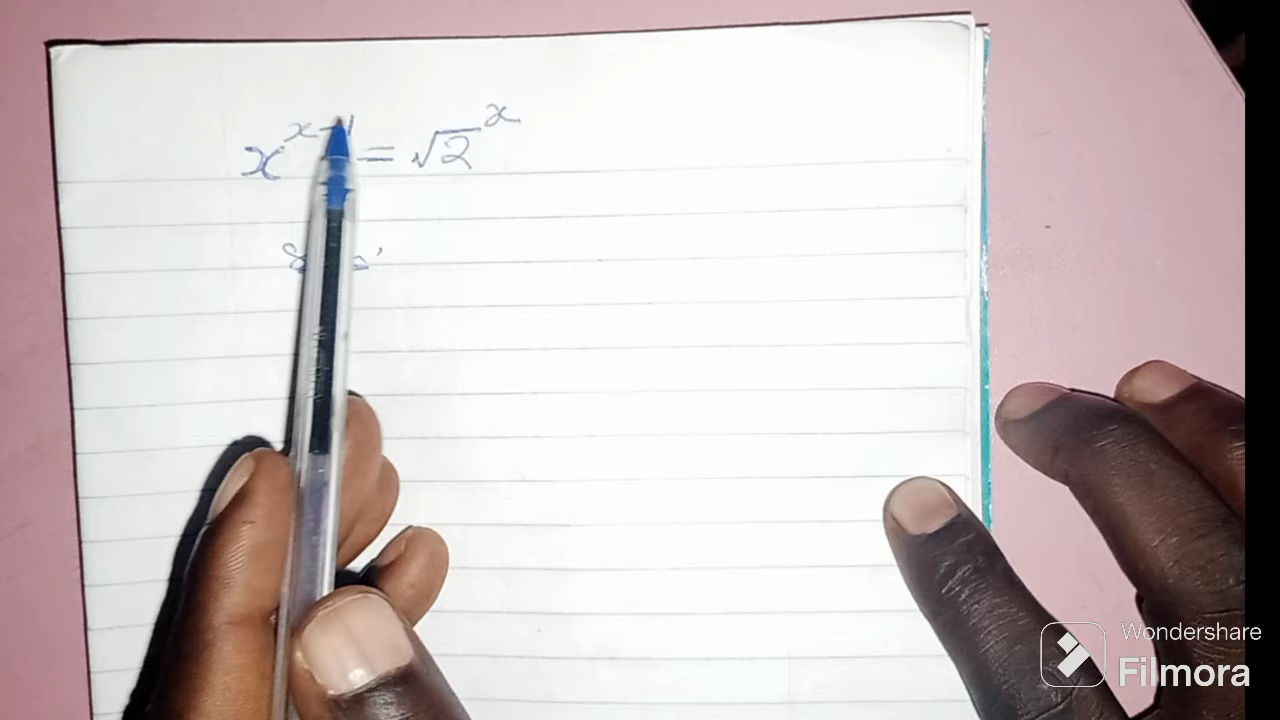 x^{x-1} = √2^x
Wondershare
Filmora